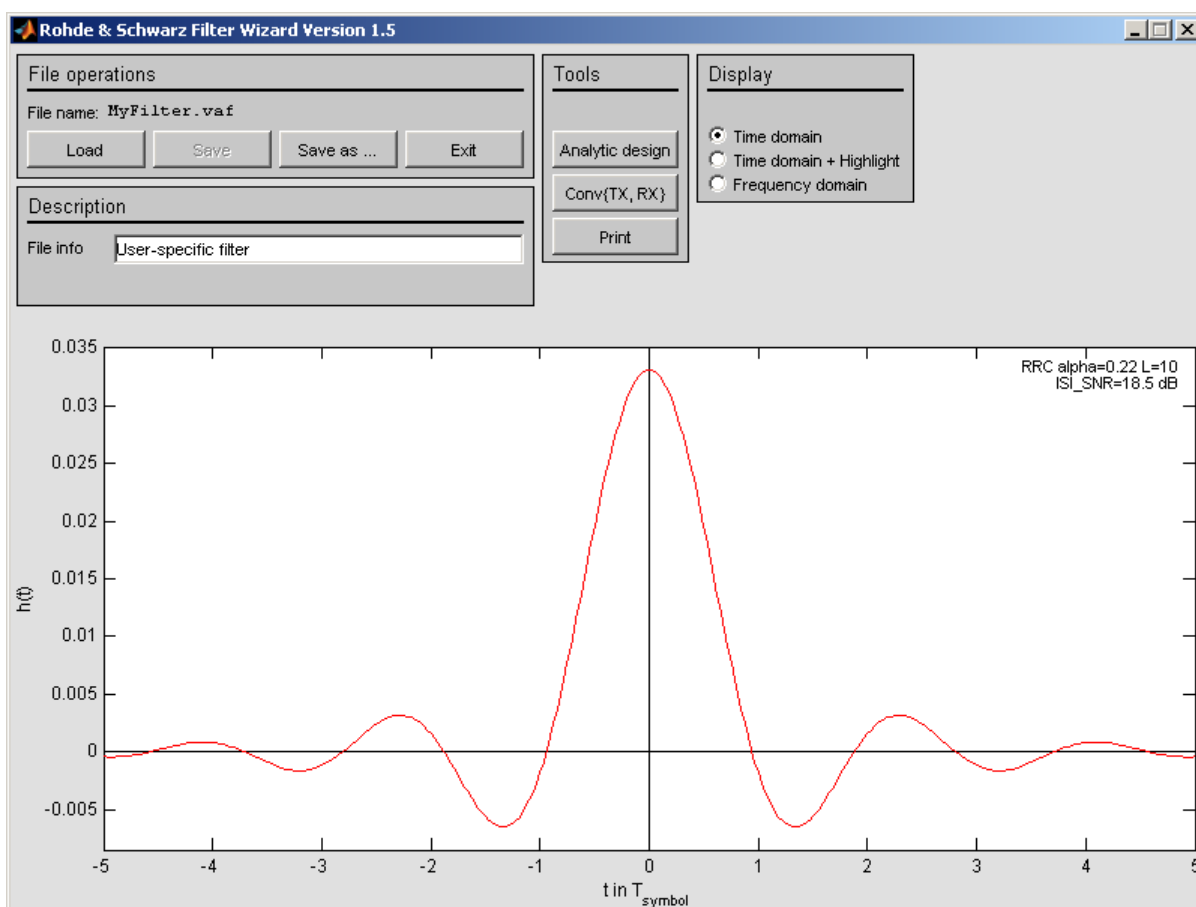 Rohde & Schwarz Filter Wizard Version 1.5
File operations
File name: MyFilter.vaf
Load
Save
Save as ...
Exit
Description
File info
User-specific filter
Tools
Analytic design
Conv{TX, RX}
Print
Display
Time domain
Time domain + Highlight
Frequency domain
RRC alpha=0.22 L=10
ISI_SNR=18.5 dB
h(t)
0.035
0.03
0.025
0.02
0.015
0.01
0.005
0
-0.005
-5 -4 -3 -2 -1 0 1 2 3 4 5
t in T_symbol